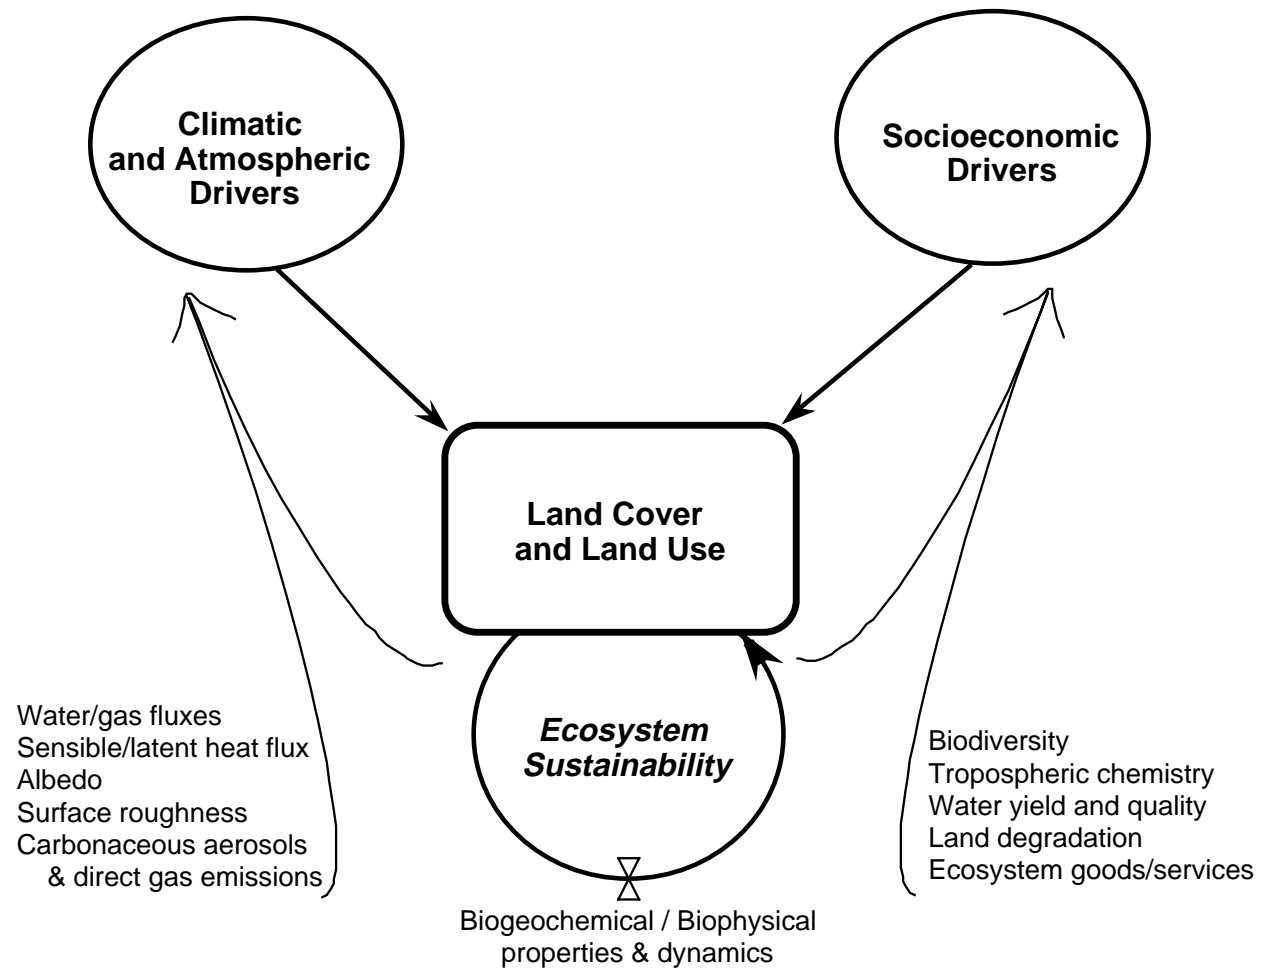 Climatic
and Atmospheric
Drivers
Socioeconomic
Drivers
Land Cover
and Land Use
Ecosystem
Sustainability
Water/gas fluxes
Sensible/latent heat flux
Albedo
Surface roughness
Carbonaceous aerosols
& direct gas emissions
Biodiversity
Tropospheric chemistry
Water yield and quality
Land degradation
Ecosystem goods/services
Biogeochemical / Biophysical
properties & dynamics